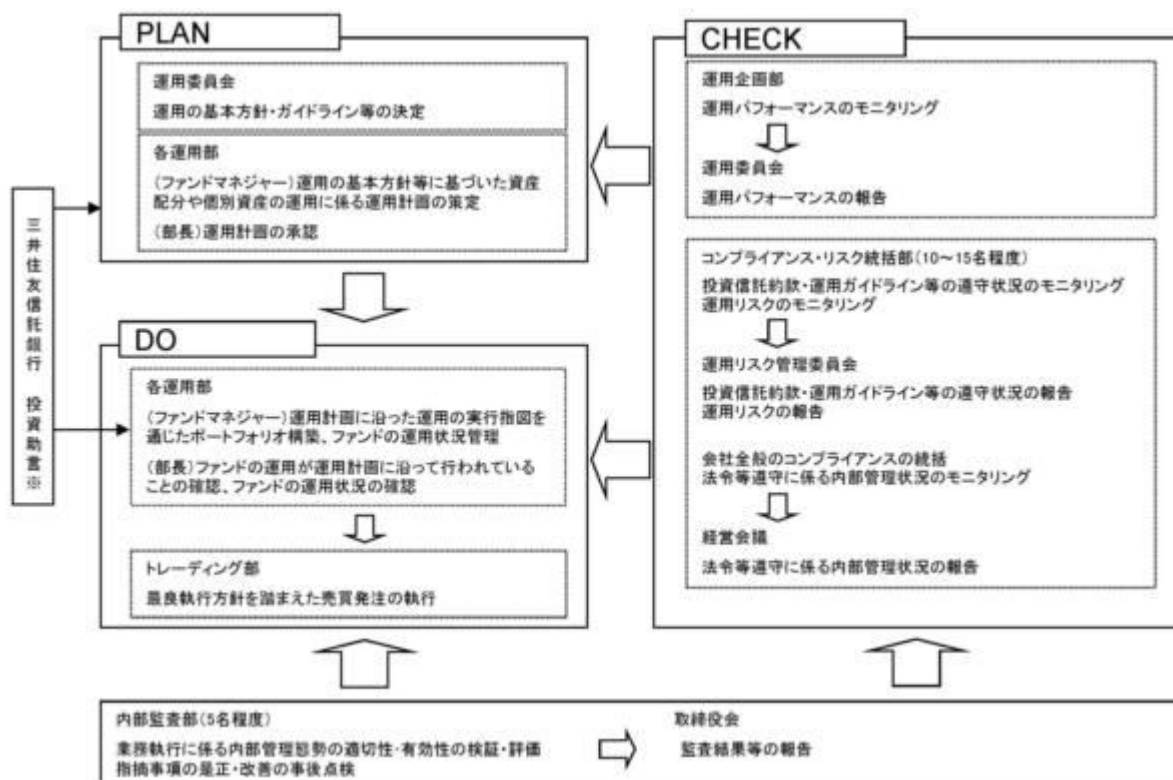 PLAN
運用委員会
運用の基本方針・ガイドライン等の決定
各運用部
(ファンドマネジャー)運用の基本方針等に基づいた資産
配分や個別資産の運用に係る運用計画の策定
(部長)運用計画の承認
三井住友信託銀行 投資助言※
DO
各運用部
(ファンドマネジャー)運用計画に沿った運用の実行指図を
通じたポートフォリオ構築、ファンドの運用状況管理
(部長)ファンドの運用が運用計画に沿って行われている
ことの確認、ファンドの運用状況の確認
トレーディング部
最良執行方針を踏まえた売買発注の執行
CHECK
運用企画部
運用パフォーマンスのモニタリング
運用委員会
運用パフォーマンスの報告
コンプライアンス・リスク統括部(10~15名程度)
投資信託約款・運用ガイドライン等の遵守状況のモニタリング
運用リスクのモニタリング
運用リスク管理委員会
投資信託約款・運用ガイドライン等の遵守状況の報告
運用リスクの報告
会社全般のコンプライアンスの統括
法令等遵守に係る内部管理状況のモニタリング
経営会議
法令等遵守に係る内部管理状況の報告
内部監査部(5名程度)
業務執行に係る内部管理態勢の適切性・有効性の検証・評価
指摘事項の是正・改善の事後点検
取締役会
監査結果等の報告